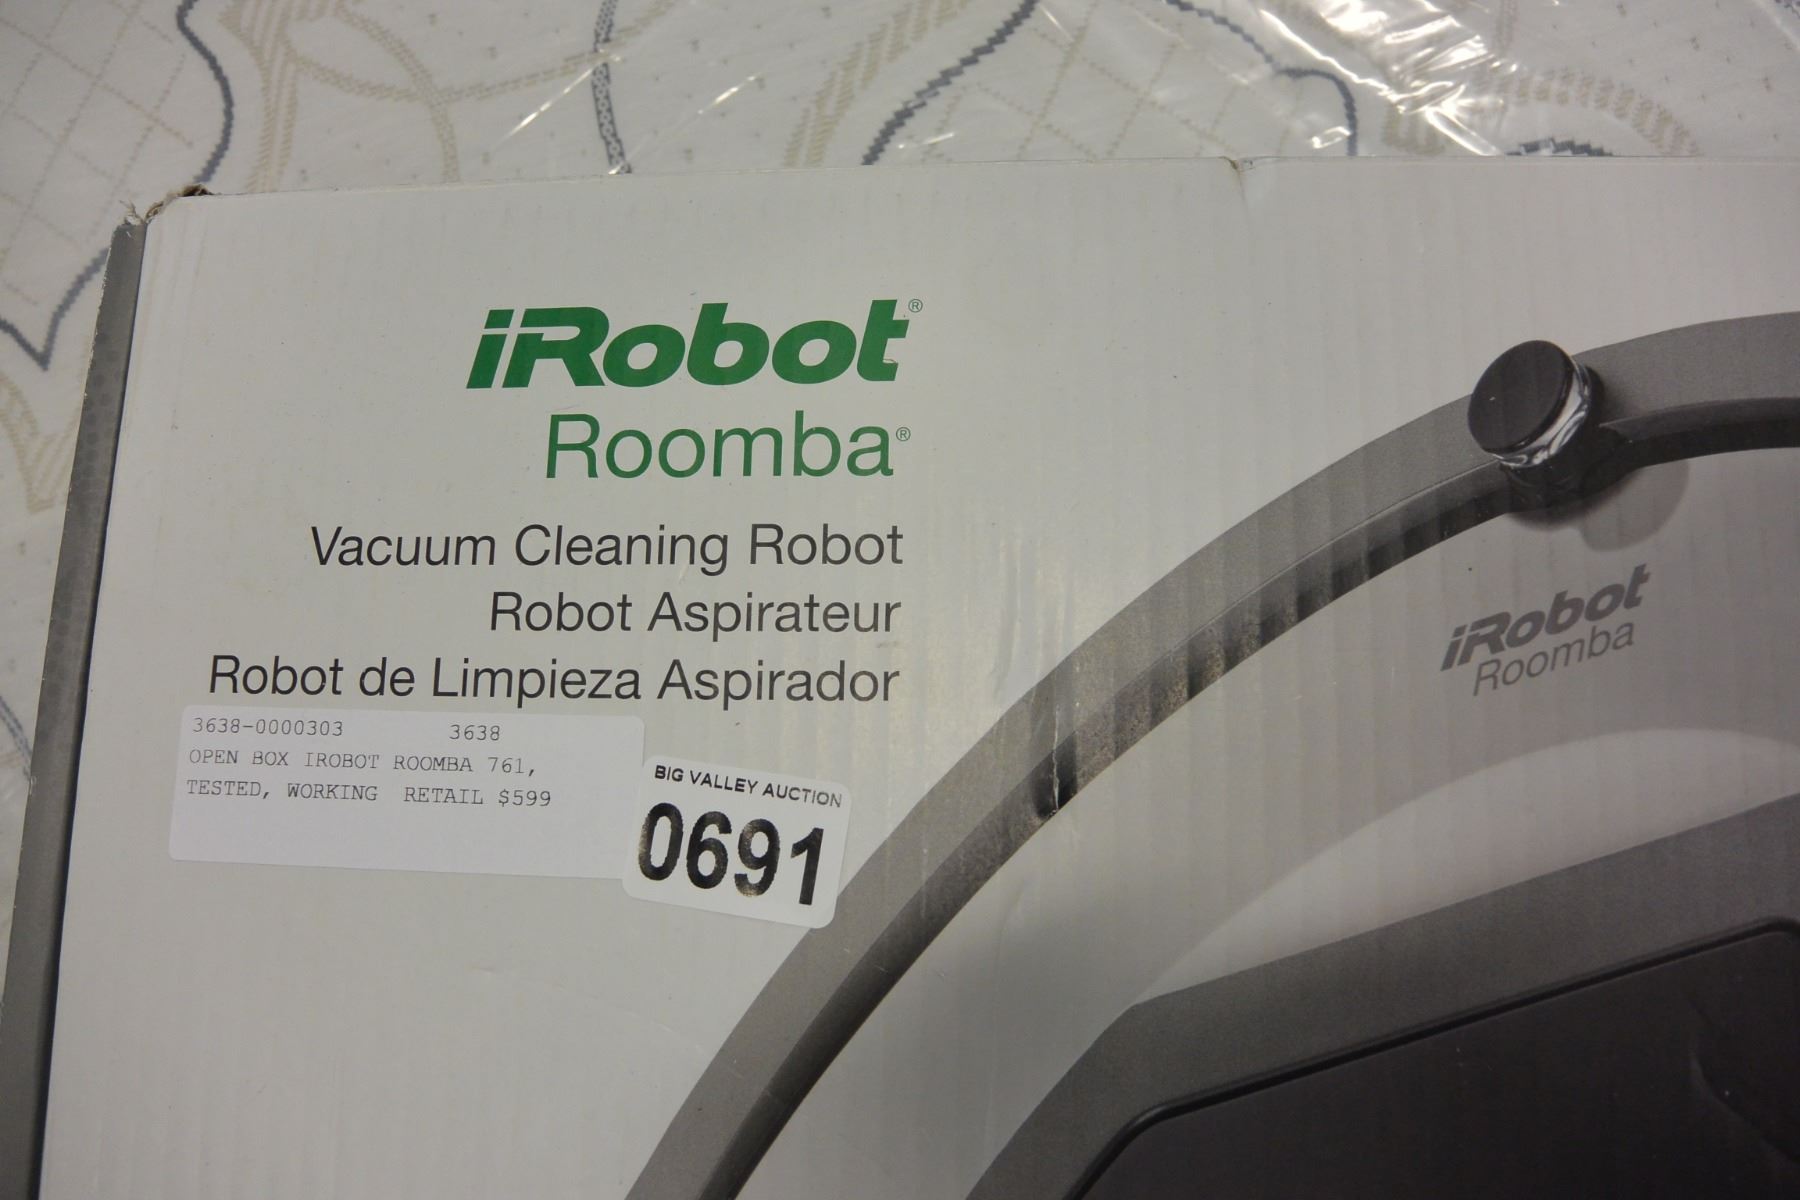 iRobot®
Roomba®
Vacuum Cleaning Robot
Robot Aspirateur
Robot de Limpieza Aspirador
3638-0000303 3638
OPEN BOX IROBOT ROOMBA 761,
TESTED, WORKING RETAIL $599
BIG VALLEY AUCTION
0691
iRobot
Roomba